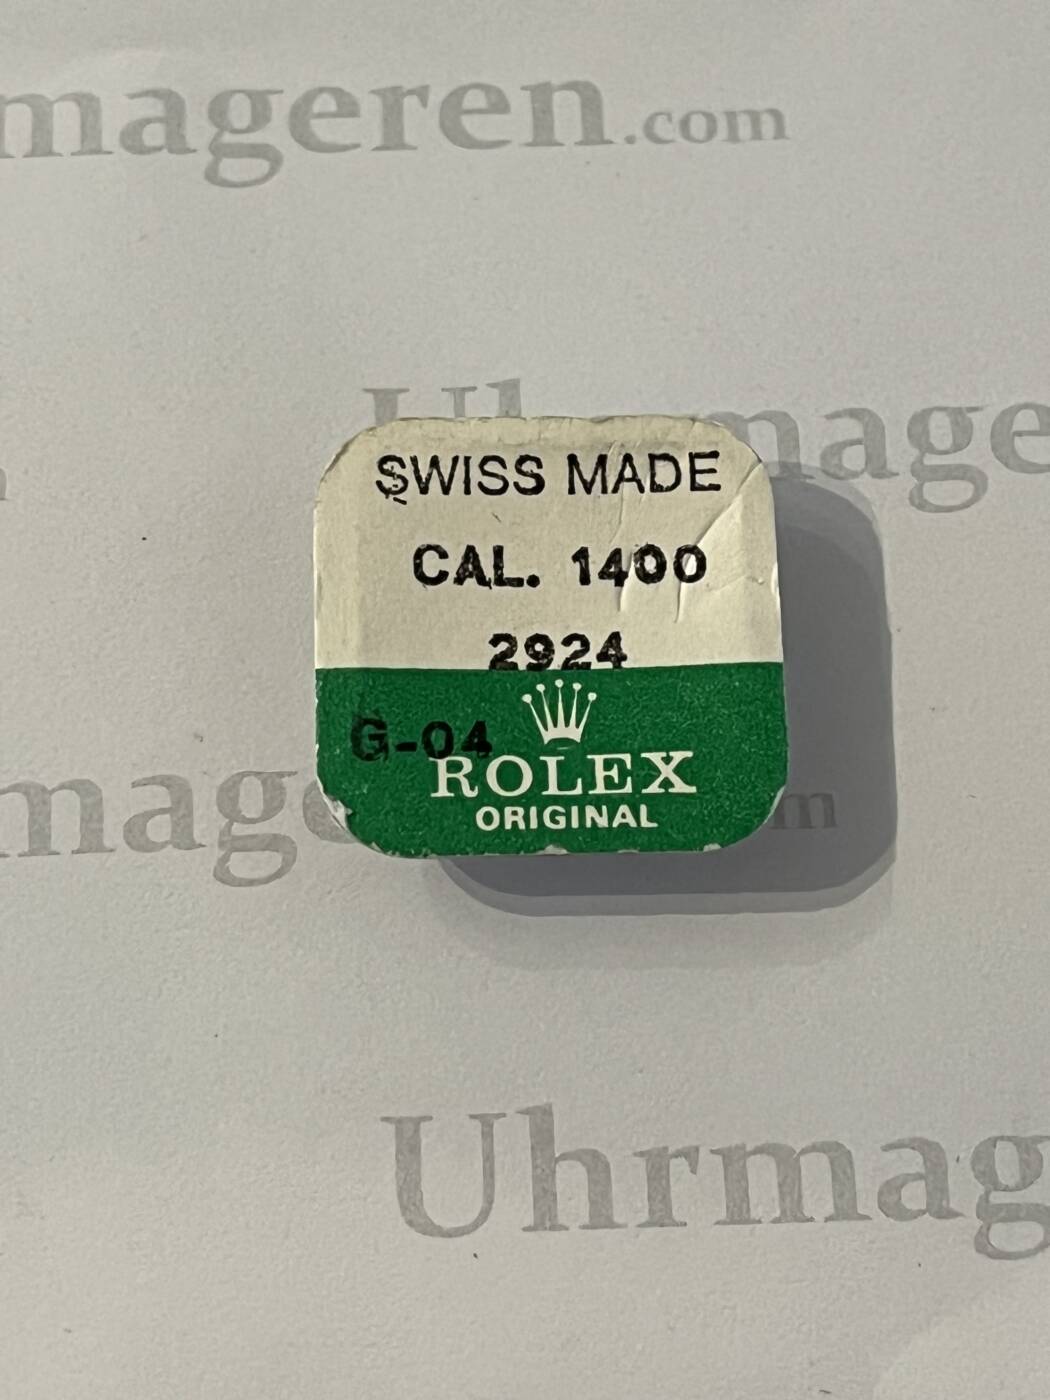 mageren.com
Uhrmage
SWISS MADE
CAL. 1400
2924
G-04
ROLEX
ORIGINAL
mage
m
Uhrmag